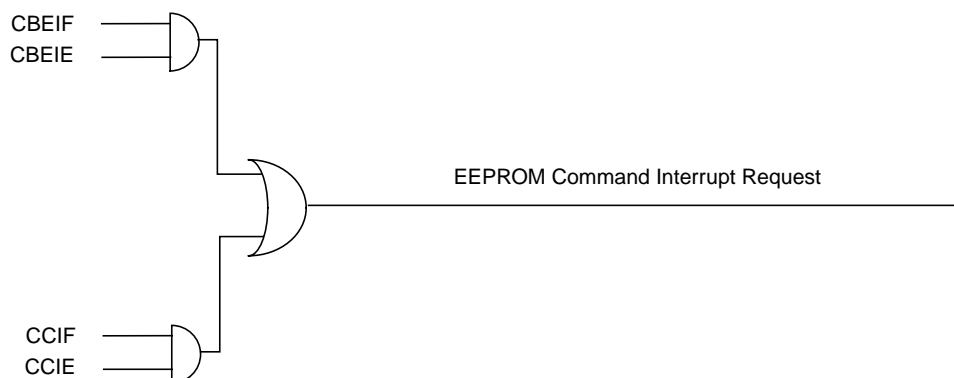 CBEIF
CBEIE
EEPROM Command Interrupt Request
CCIF
CCIE